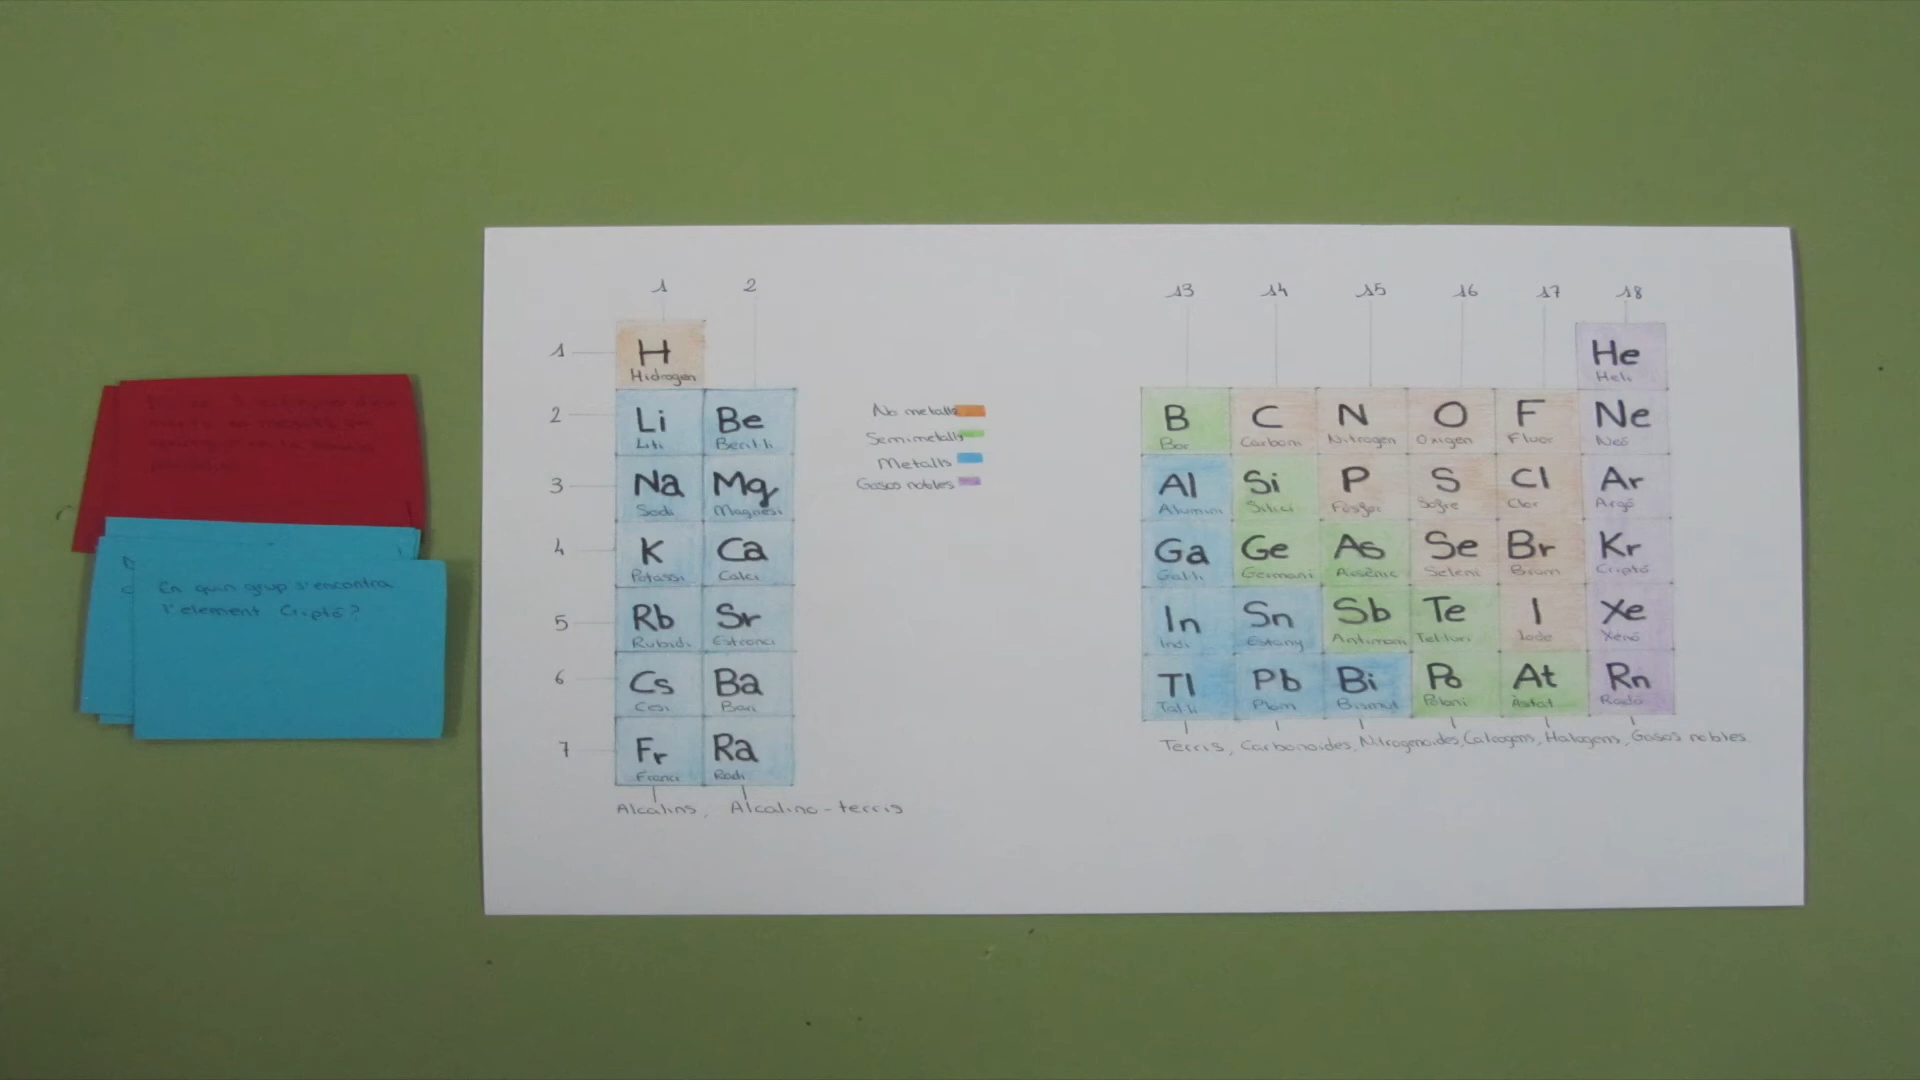 En quin grup s'encontra
l'element Criptó?
1 2 13 14 15 16 17 18
1 H He
Hidrogen Heli
2 Li Be B C N O F Ne
Liti Beril·li Bor Carboni Nitrogen Oxigen Fluor Neó
No metalls
Semimetalls
Metalls
Gasos nobles
3 Na Mg Al Si P S Cl Ar
Sodi Magnesi Alumini Silici Fòsfor Sofre Clor Argó
4 K Ca Ga Ge As Se Br Kr
Potassi Calci Gal·li Germani Arsènic Seleni Brom Criptó
5 Rb Sr In Sn Sb Te I Xe
Rubidi Estronci Indi Estany Antimoni Tel·luri Iode Xenó
6 Cs Ba Tl Pb Bi Po At Rn
Cesi Bari Tal·li Plom Bismut Poloni Àstat Radó
Terris, Carbonoides, Nitrogenoides, Calcogens, Halogens, Gasos nobles
7 Fr Ra
Franci Radi
Alcalins, Alcalino-terris